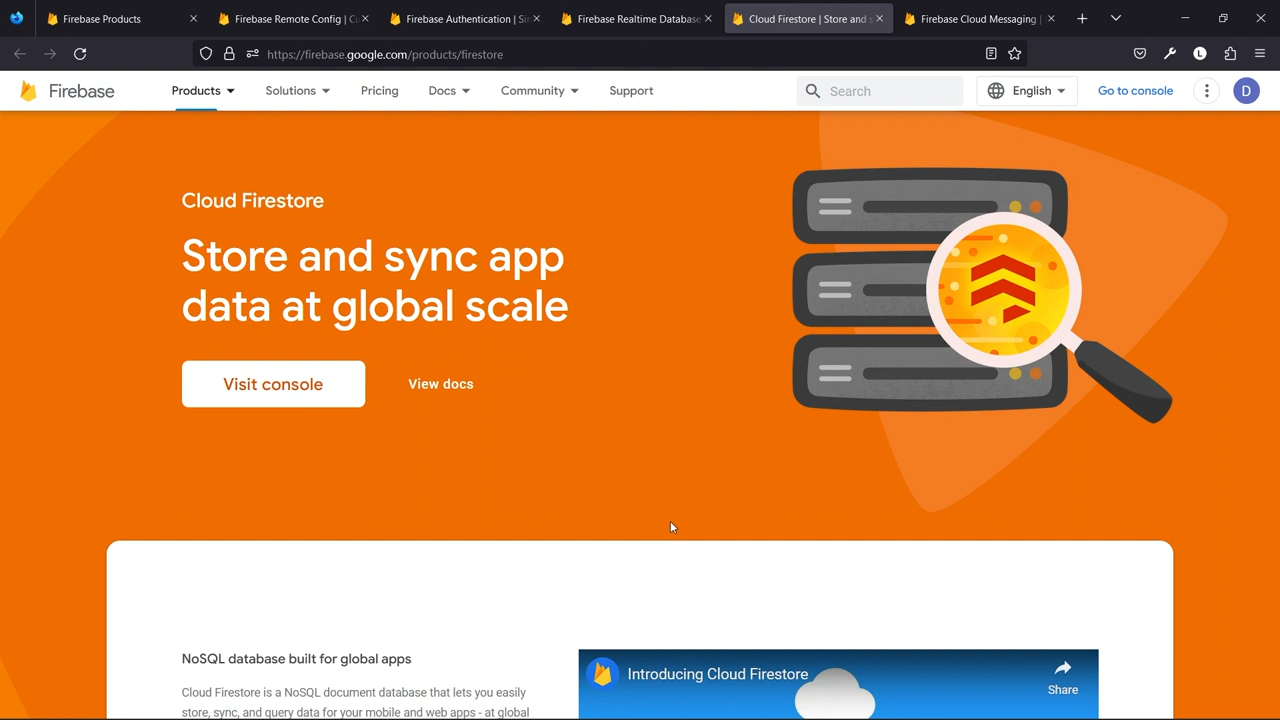 Firebase Products
Firebase Remote Config | Cu
Firebase Authentication | Sim
Firebase Realtime Database
Cloud Firestore | Store and s
Firebase Cloud Messaging |
https://firebase.google.com/products/firestore
L
Firebase
Products
Solutions
Pricing
Docs
Community
Support
Search
English
Go to console
D
Cloud Firestore
Store and sync app
data at global scale
Visit console
View docs
NoSQL database built for global apps
Cloud Firestore is a NoSQL document database that lets you easily
store, sync, and query data for your mobile and web apps - at global
Introducing Cloud Firestore
Share